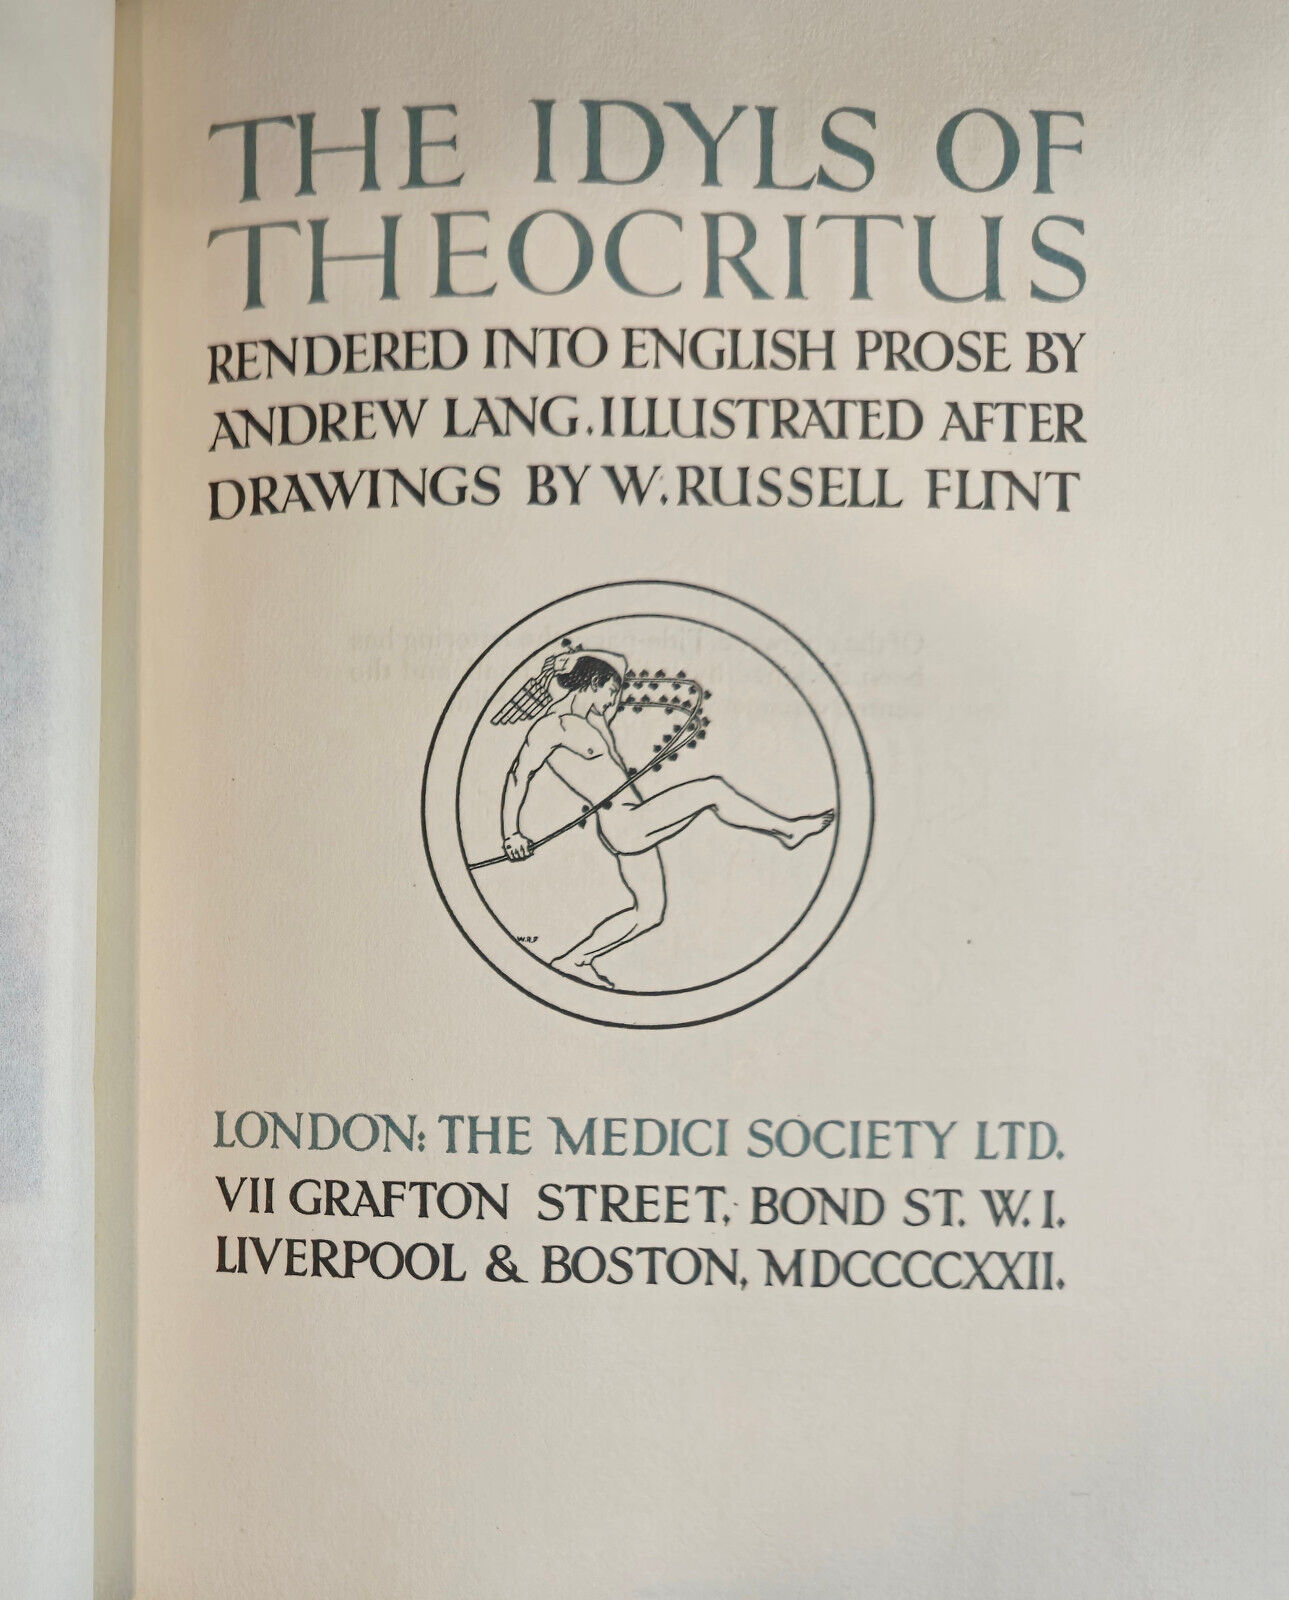 THE IDYLS OF
THEOCRITUS
RENDERED INTO ENGLISH PROSE BY
ANDREW LANG. ILLUSTRATED AFTER
DRAWINGS BY W. RUSSELL FLINT
W.R.F
LONDON: THE MEDICI SOCIETY LTD.
VII GRAFTON STREET, BOND ST. W. I.
LIVERPOOL & BOSTON, MDCCCCXXII.